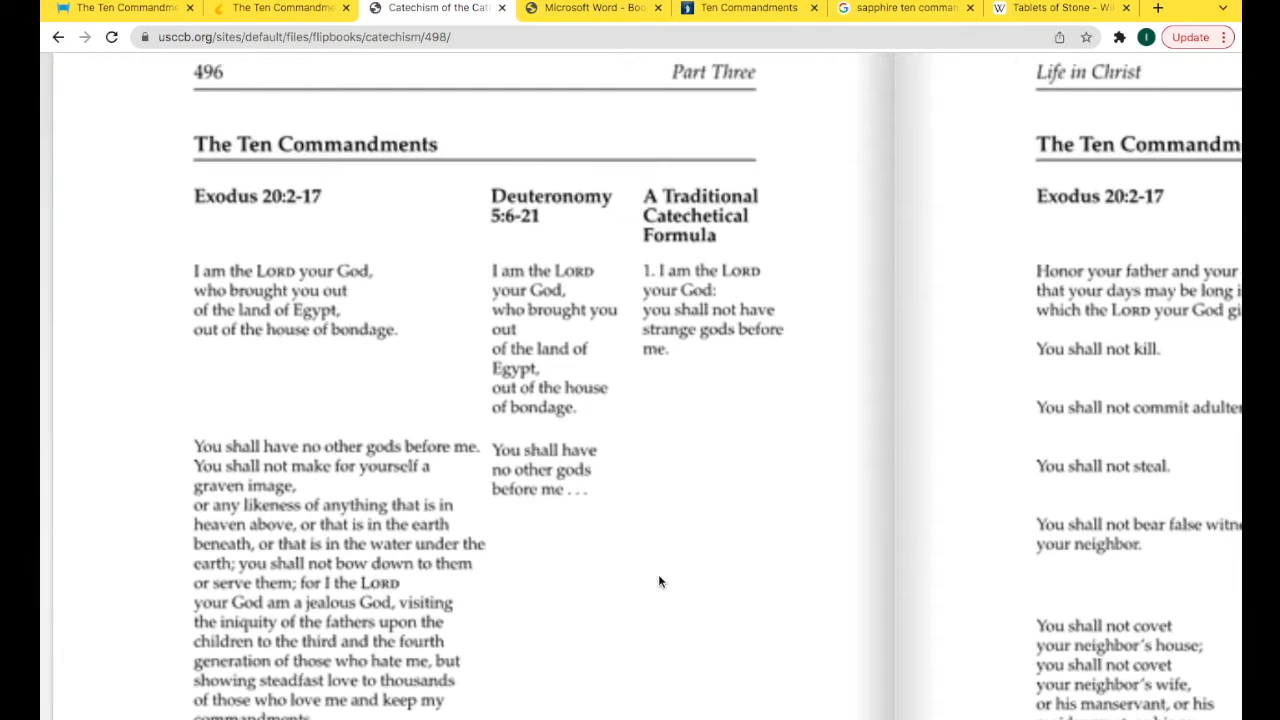 The Ten Commandme
The Ten Commandme
Catechism of the Cat
Microsoft Word - Boo
Ten Commandments
sapphire ten comman
Tablets of Stone - Wi
usccb.org/sites/default/files/flipbooks/catechism/498/
Update
496
Part Three
The Ten Commandments
Exodus 20:2-17
Deuteronomy
5:6-21
A Traditional
Catechetical
Formula
I am the LORD your God,
who brought you out
of the land of Egypt,
out of the house of bondage.
I am the LORD
your God,
who brought you
out
of the land of
Egypt,
out of the house
of bondage.
1. I am the LORD
your God:
you shall not have
strange gods before
me.
You shall have no other gods before me.
You shall not make for yourself a
graven image,
or any likeness of anything that is in
heaven above, or that is in the earth
beneath, or that is in the water under the
earth; you shall not bow down to them
or serve them; for I the LORD
your God am a jealous God, visiting
the iniquity of the fathers upon the
children to the third and the fourth
generation of those who hate me, but
showing steadfast love to thousands
of those who love me and keep my
commandments
You shall have
no other gods
before me . . .
Life in Christ
The Ten Commandm
Exodus 20:2-17
Honor your father and your
that your days may be long i
which the LORD your God gi
You shall not kill.
You shall not commit adulter
You shall not steal.
You shall not bear false witne
your neighbor.
You shall not covet
your neighbor's house;
you shall not covet
your neighbor's wife,
or his manservant, or his